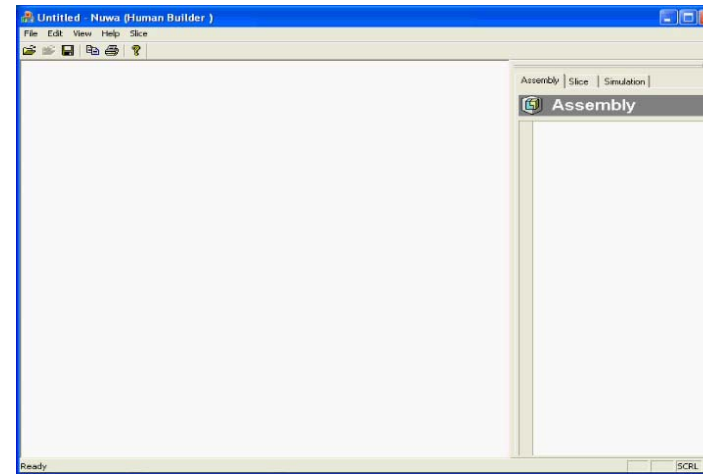 Untitled - Nuwa (Human Builder )
File Edit View Help Slice
Assembly Slice Simulation
Assembly
Ready
SCRL